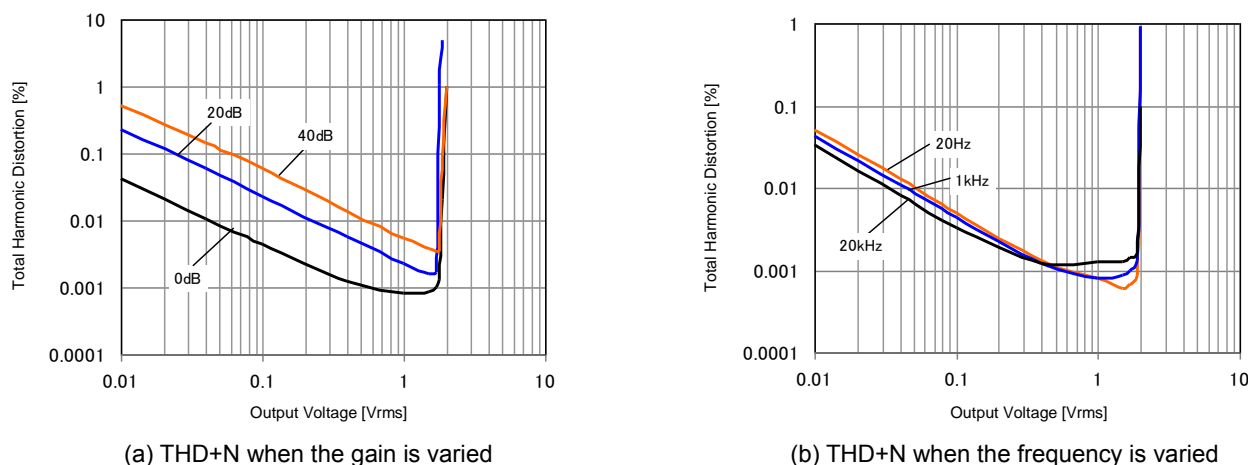 Total Harmonic Distortion [%]
10
1
0.1
0.01
0.001
0.0001
20dB
40dB
0dB
0.01
0.1
1
10
Output Voltage [Vrms]
(a) THD+N when the gain is varied
Total Harmonic Distortion [%]
1
0.1
0.01
0.001
0.0001
20Hz
1kHz
20kHz
0.01
0.1
1
10
Output Voltage [Vrms]
(b) THD+N when the frequency is varied